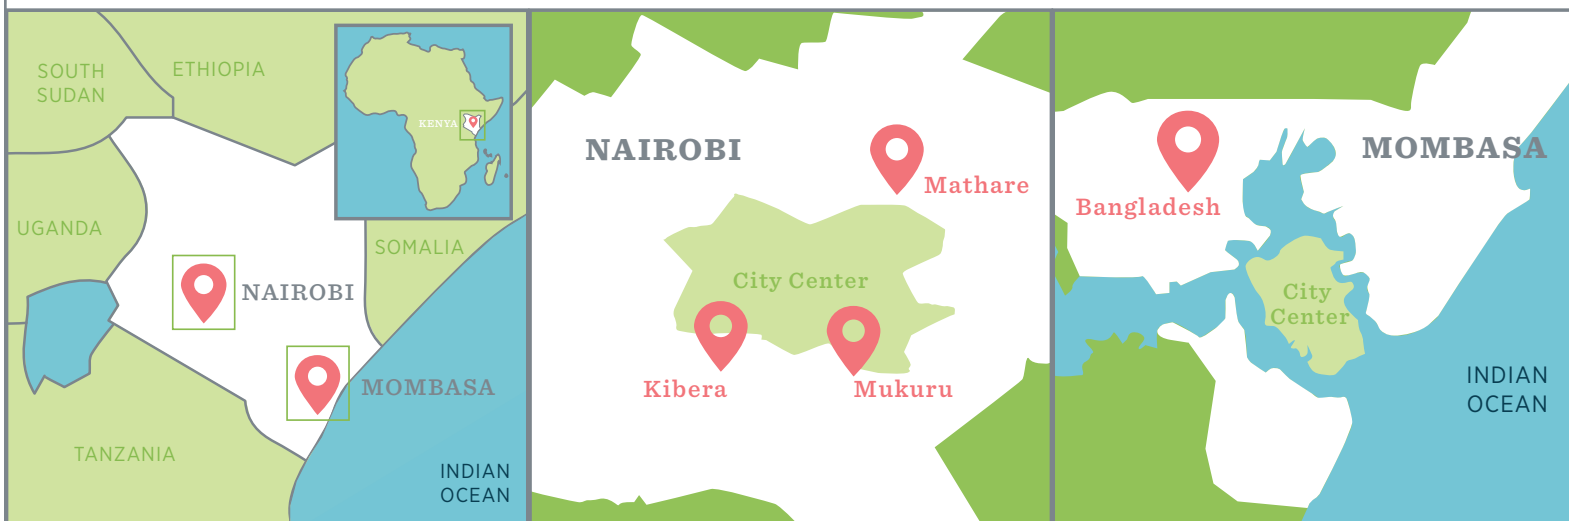 SOUTH
SUDAN
ETHIOPIA
KENYA
UGANDA
SOMALIA
NAIROBI
MOMBASA
TANZANIA
INDIAN
OCEAN
NAIROBI
Mathare
City Center
Kibera
Mukuru
MOMBASA
Bangladesh
City
Center
INDIAN
OCEAN